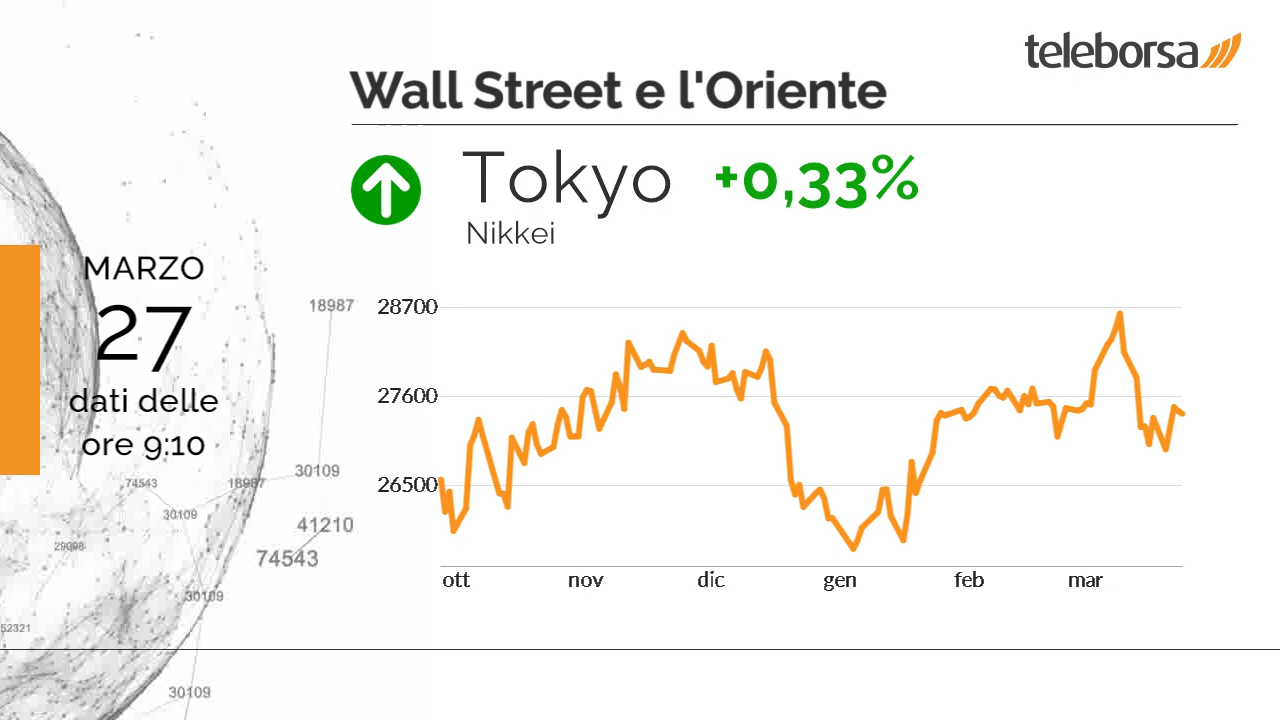 teleborsa
Wall Street e l'Oriente
Tokyo +0,33%
Nikkei
MARZO
27
dati delle
ore 9:10
28700
27600
26500
ott nov dic gen feb mar
18987
30109
74543 18987
30109
41210
74543
29098
30109
52321
30109